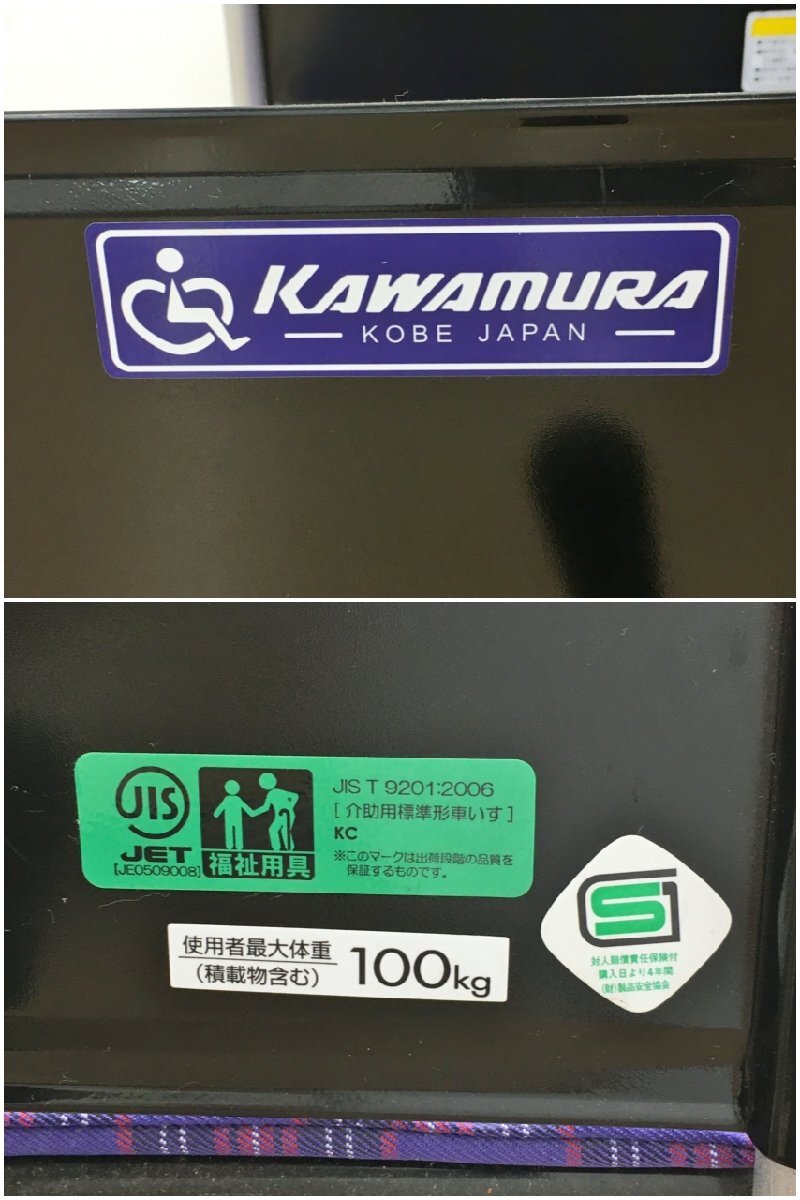 KAWAMURA
KOBE JAPAN
JIS
JET
[JE0509008]
福祉用具
JIS T 9201:2006
[ 介助用標準形車いす ]
KC
※このマークは出荷段階の品質を
保証するものです。
使用者最大体重
(積載物含む)
100kg
SG
対人賠償責任保険付
購入日より4年間
(財)製品安全協会